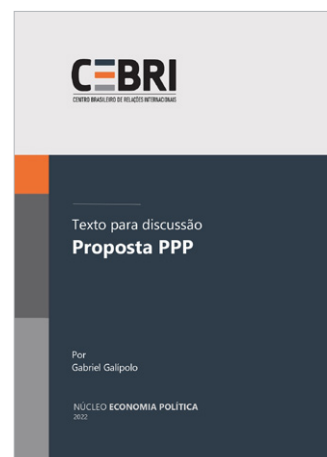 CEBRI
CENTRO BRASILEIRO DE RELAÇÕES INTERNACIONAIS
Texto para discussão
Proposta PPP
Por
Gabriel Galípolo
NÚCLEO ECONOMIA POLÍTICA
2022